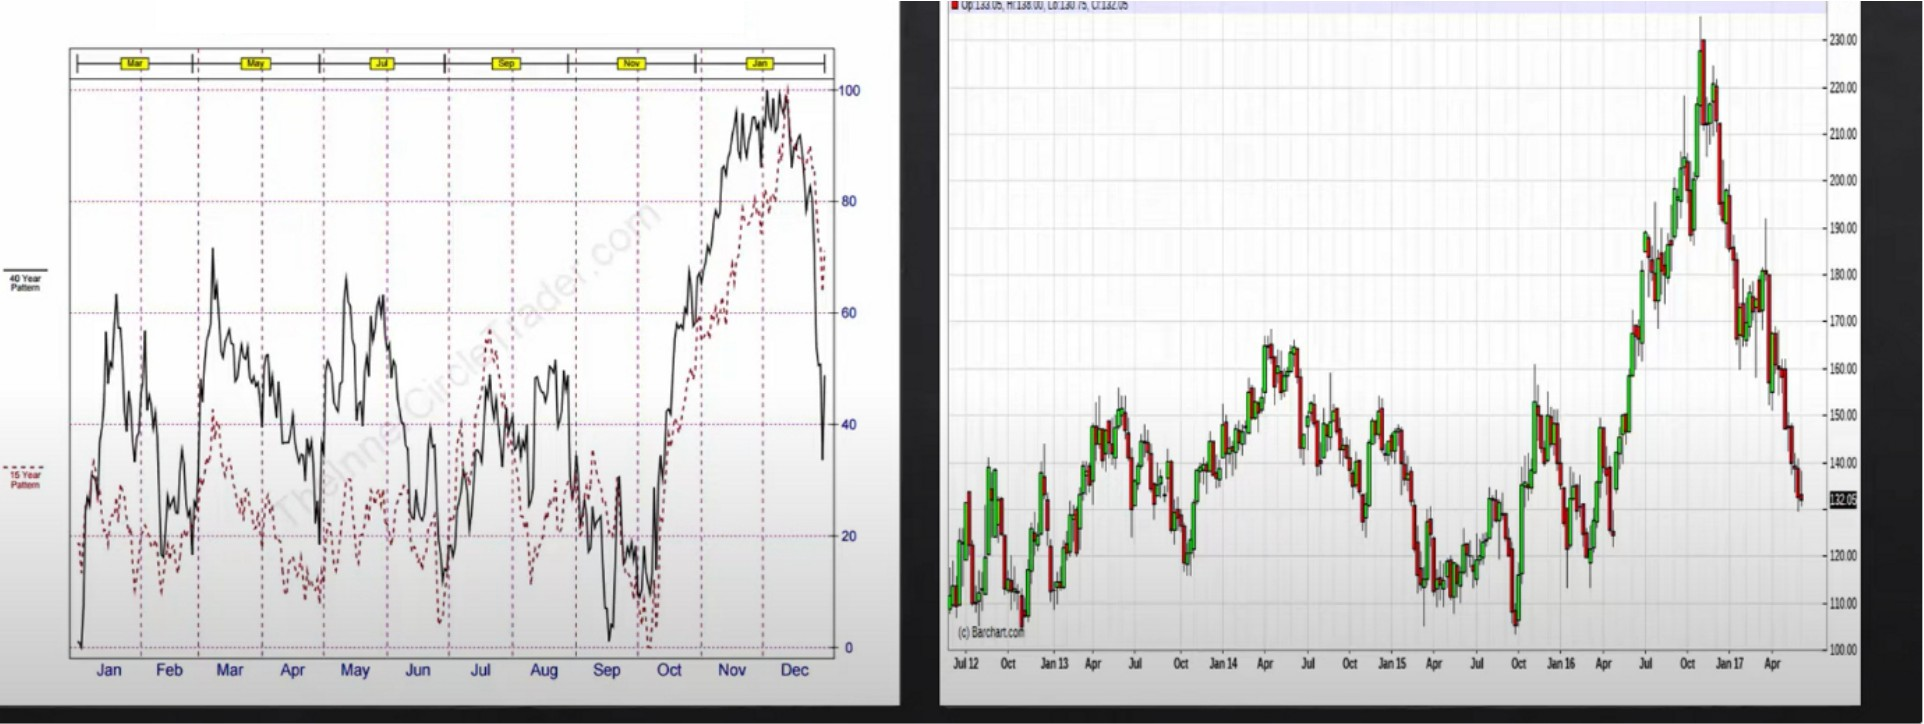 Mar May Jul Sep Nov Jan
100
80
60
40
20
0
40 Year
Pattern
15 Year
Pattern
TheInnerCircleTrader.com
Jan Feb Mar Apr May Jun Jul Aug Sep Oct Nov Dec
Op:133.05, Hi:138.00, Lo:130.75, Cl:132.05
230.00
220.00
210.00
200.00
190.00
180.00
170.00
160.00
150.00
140.00
132.05
120.00
110.00
100.00
(c) Barchart.com
Jul 12 Oct Jan 13 Apr Jul Oct Jan 14 Apr Jul Oct Jan 15 Apr Jul Oct Jan 16 Apr Jul Oct Jan 17 Apr